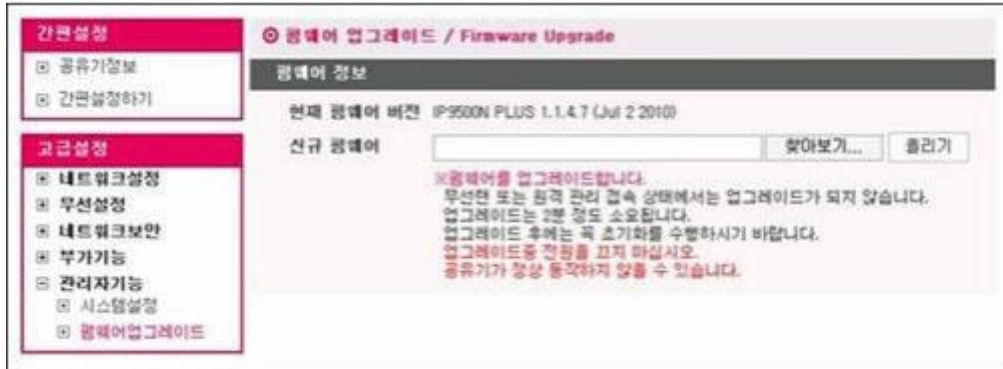 간편설정
공유기정보
간편설정하기
고급설정
네트워크설정
무선설정
네트워크보안
부가기능
관리자기능
시스템설정
펌웨어업그레이드
펌웨어 업그레이드 / Firmware Upgrade
펌웨어 정보
현재 펌웨어 버전 IP9500N PLUS 1.1.4.7 (Jul 2 2010)
신규 펌웨어 찾아보기... 올리기
※펌웨어를 업그레이드합니다.
무선랜 또는 원격 관리 접속 상태에서는 업그레이드가 되지 않습니다.
업그레이드는 2분 정도 소요됩니다.
업그레이드 후에는 꼭 초기화를 수행하시기 바랍니다.
업그레이드중 전원을 끄지 마십시오.
공유기가 정상 동작하지 않을 수 있습니다.